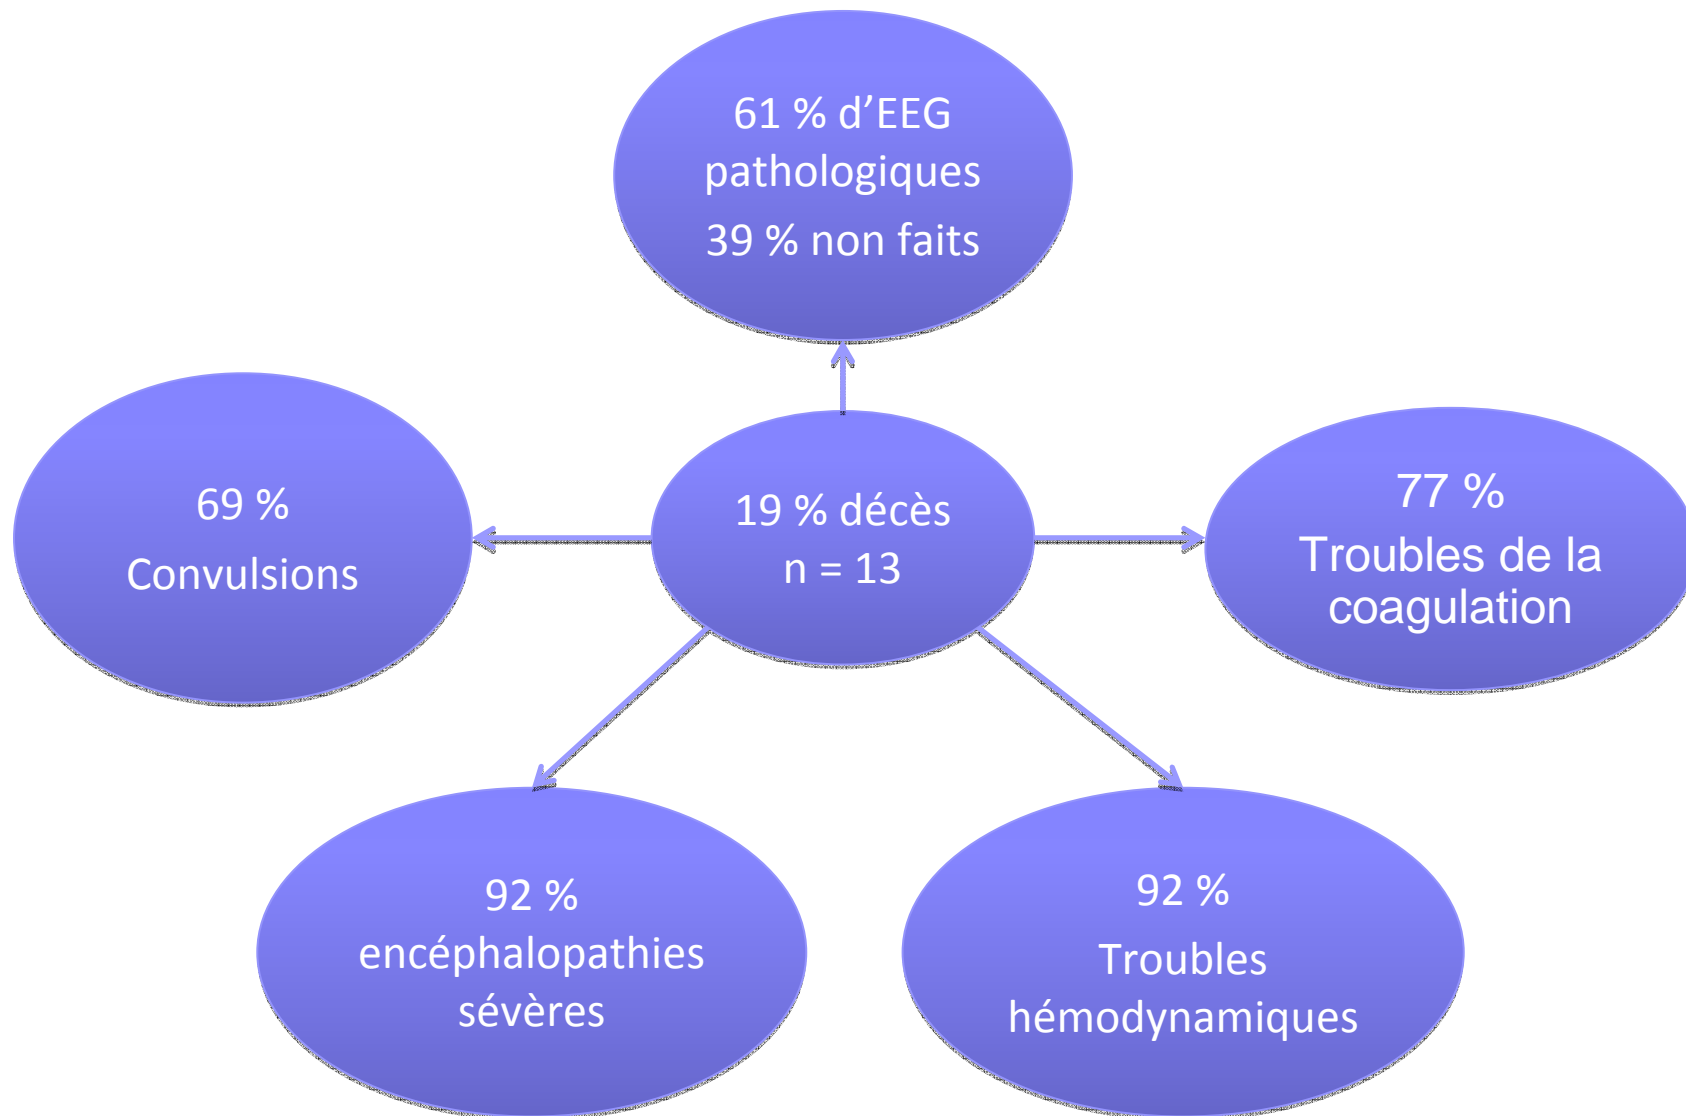 61 % d’EEG
pathologiques
39 % non faits
69 %
Convulsions
19 % décès
n = 13
77 %
Troubles de la
coagulation
92 %
encéphalopathies
sévères
92 %
Troubles
hémodynamiques